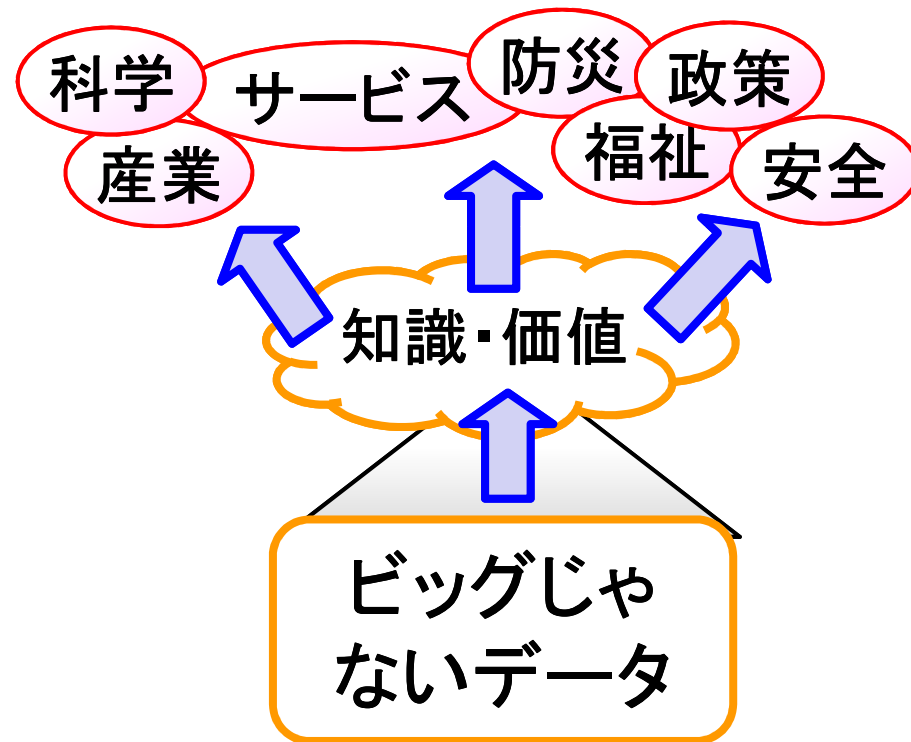 科学
サービス
防災
政策
産業
福祉
安全
知識・価値
ビッグじゃ
ないデータ